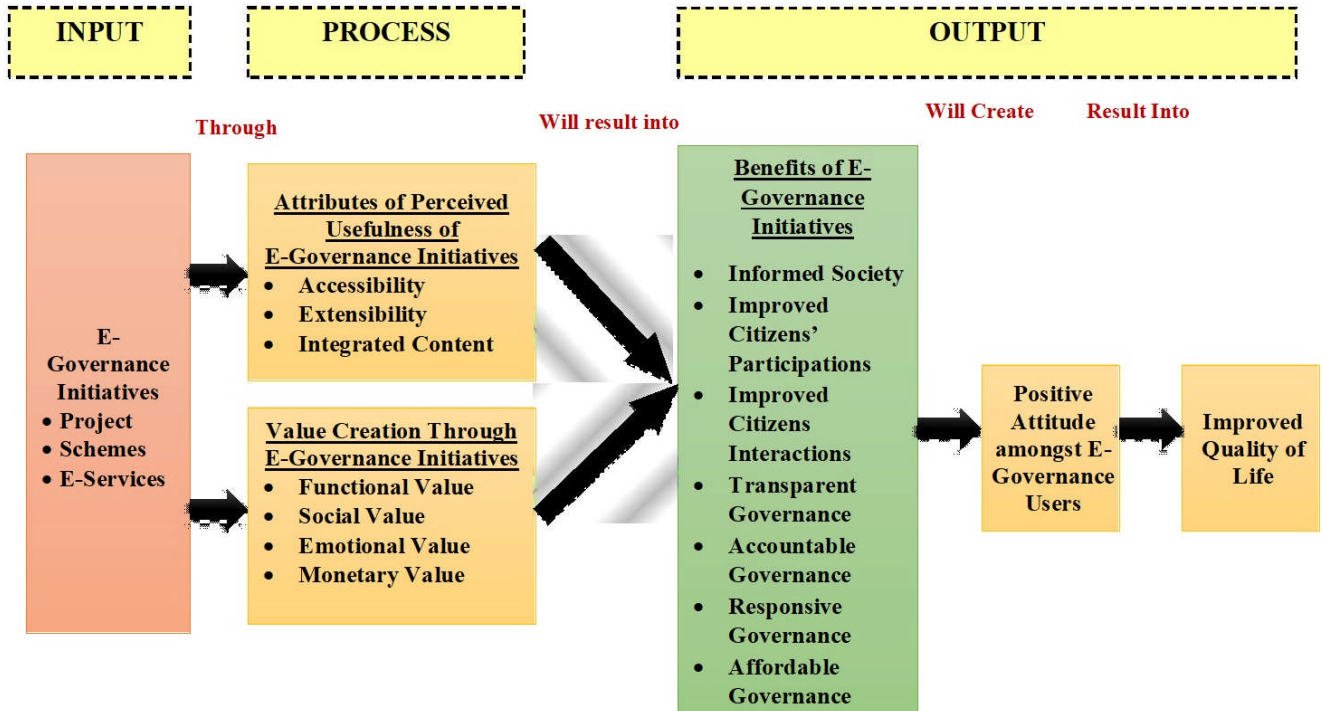 INPUT
PROCESS
OUTPUT
Through
Will result into
Will Create
Result Into
E-
Governance
Initiatives
• Project
• Schemes
• E-Services
Attributes of Perceived
Usefulness of
E-Governance Initiatives
• Accessibility
• Extensibility
• Integrated Content
Value Creation Through
E-Governance Initiatives
• Functional Value
• Social Value
• Emotional Value
• Monetary Value
Benefits of E-
Governance
Initiatives
• Informed Society
• Improved
Citizens’
Participations
• Improved
Citizens
Interactions
• Transparent
Governance
• Accountable
Governance
• Responsive
Governance
• Affordable
Governance
Positive
Attitude
amongst E-
Governance
Users
Improved
Quality of
Life